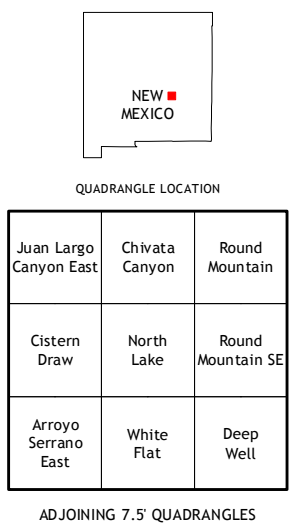 NEW
MEXICO
QUADRANGLE LOCATION
Juan Largo
Canyon East
Chivata
Canyon
Round
Mountain
Cistern
Draw
North
Lake
Round
Mountain SE
Arroyo
Serrano
East
White
Flat
Deep
Well
ADJOINING 7.5' QUADRANGLES